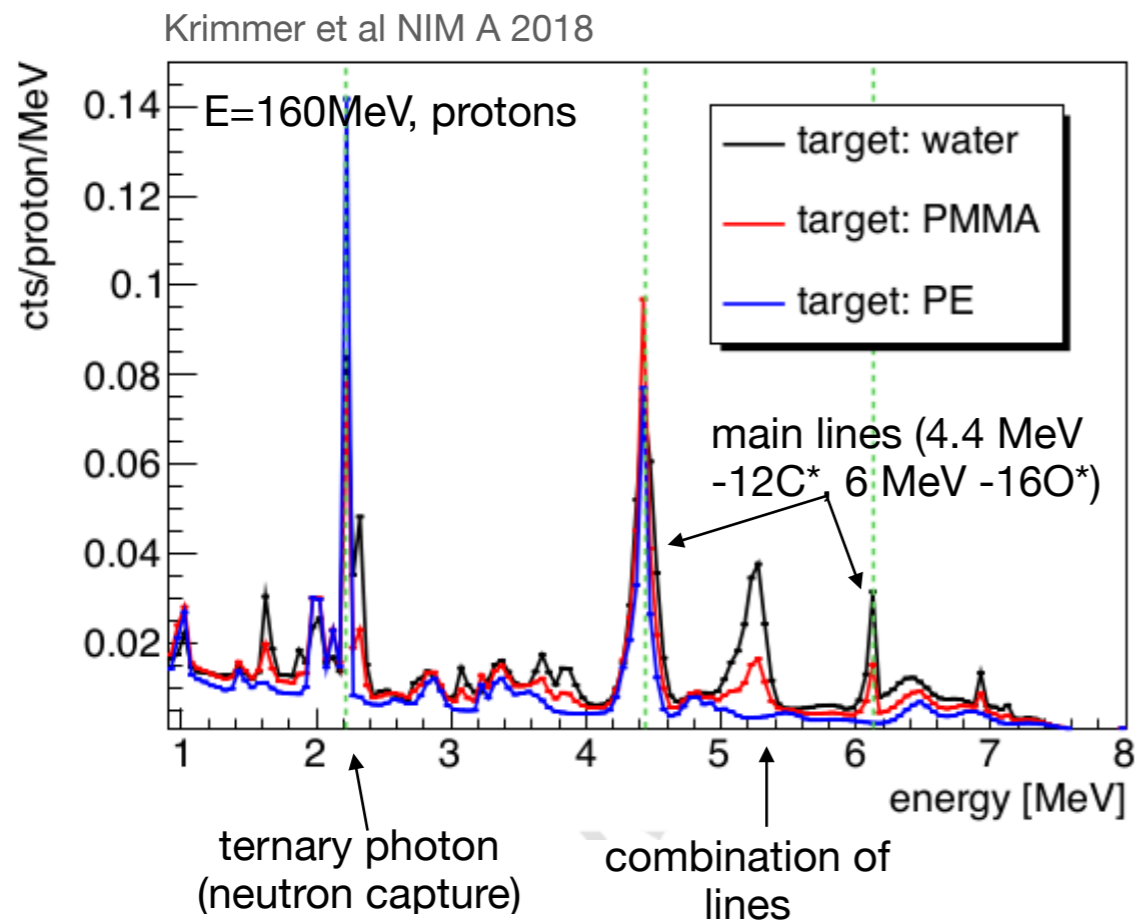 Krimmer et al NIM A 2018
E=160MeV, protons
cts/proton/MeV
0.14
0.12
0.1
0.08
0.06
0.04
0.02
target: water
target: PMMA
target: PE
main lines (4.4 MeV
-12C*, 6 MeV -16O*)
1 2 3 4 5 6 7 8
energy [MeV]
ternary photon
(neutron capture)
combination of
lines